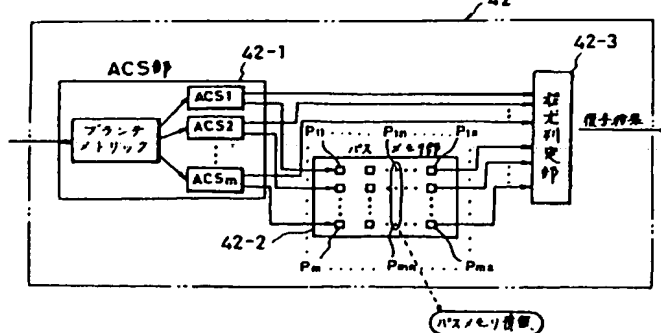 42
42-1
42-3
ACS部
ブランチメトリック
ACS1
ACS2
ACSm
最尤判定部
復号結果
P11 P1n P1s
パスメモリ部
42-2
Pm Pmn Pms
パスメモリ情報